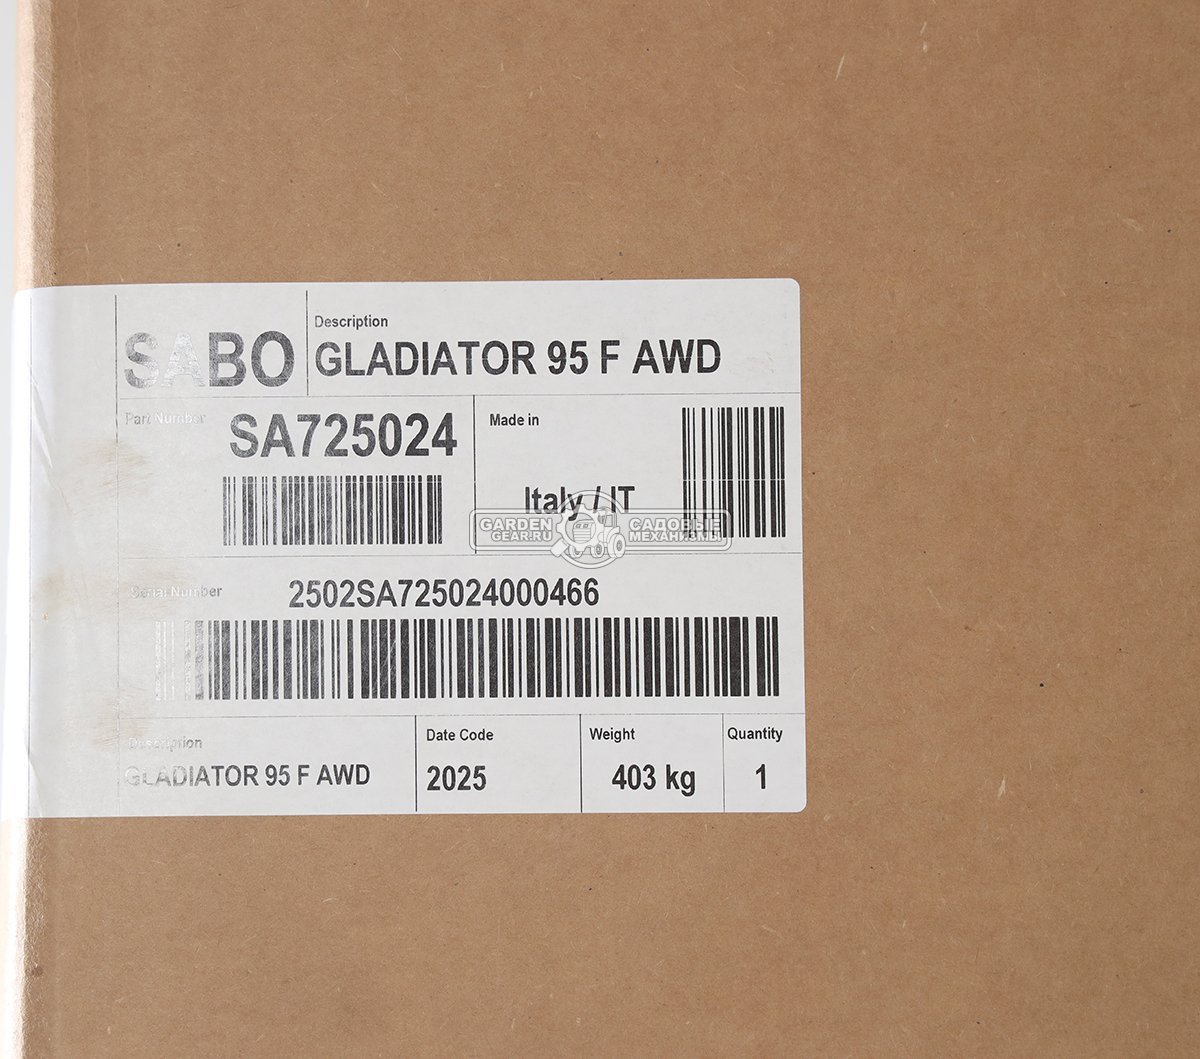 SABO
Description
GLADIATOR 95 F AWD
Part Number
SA725024
Made in
Italy / IT
GARDEN
GEAR.RU
САДОВЫЕ
МЕХАНИЗМЫ
Serial Number
2502SA725024000466
Description
GLADIATOR 95 F AWD
Date Code
2025
Weight
403 kg
Quantity
1